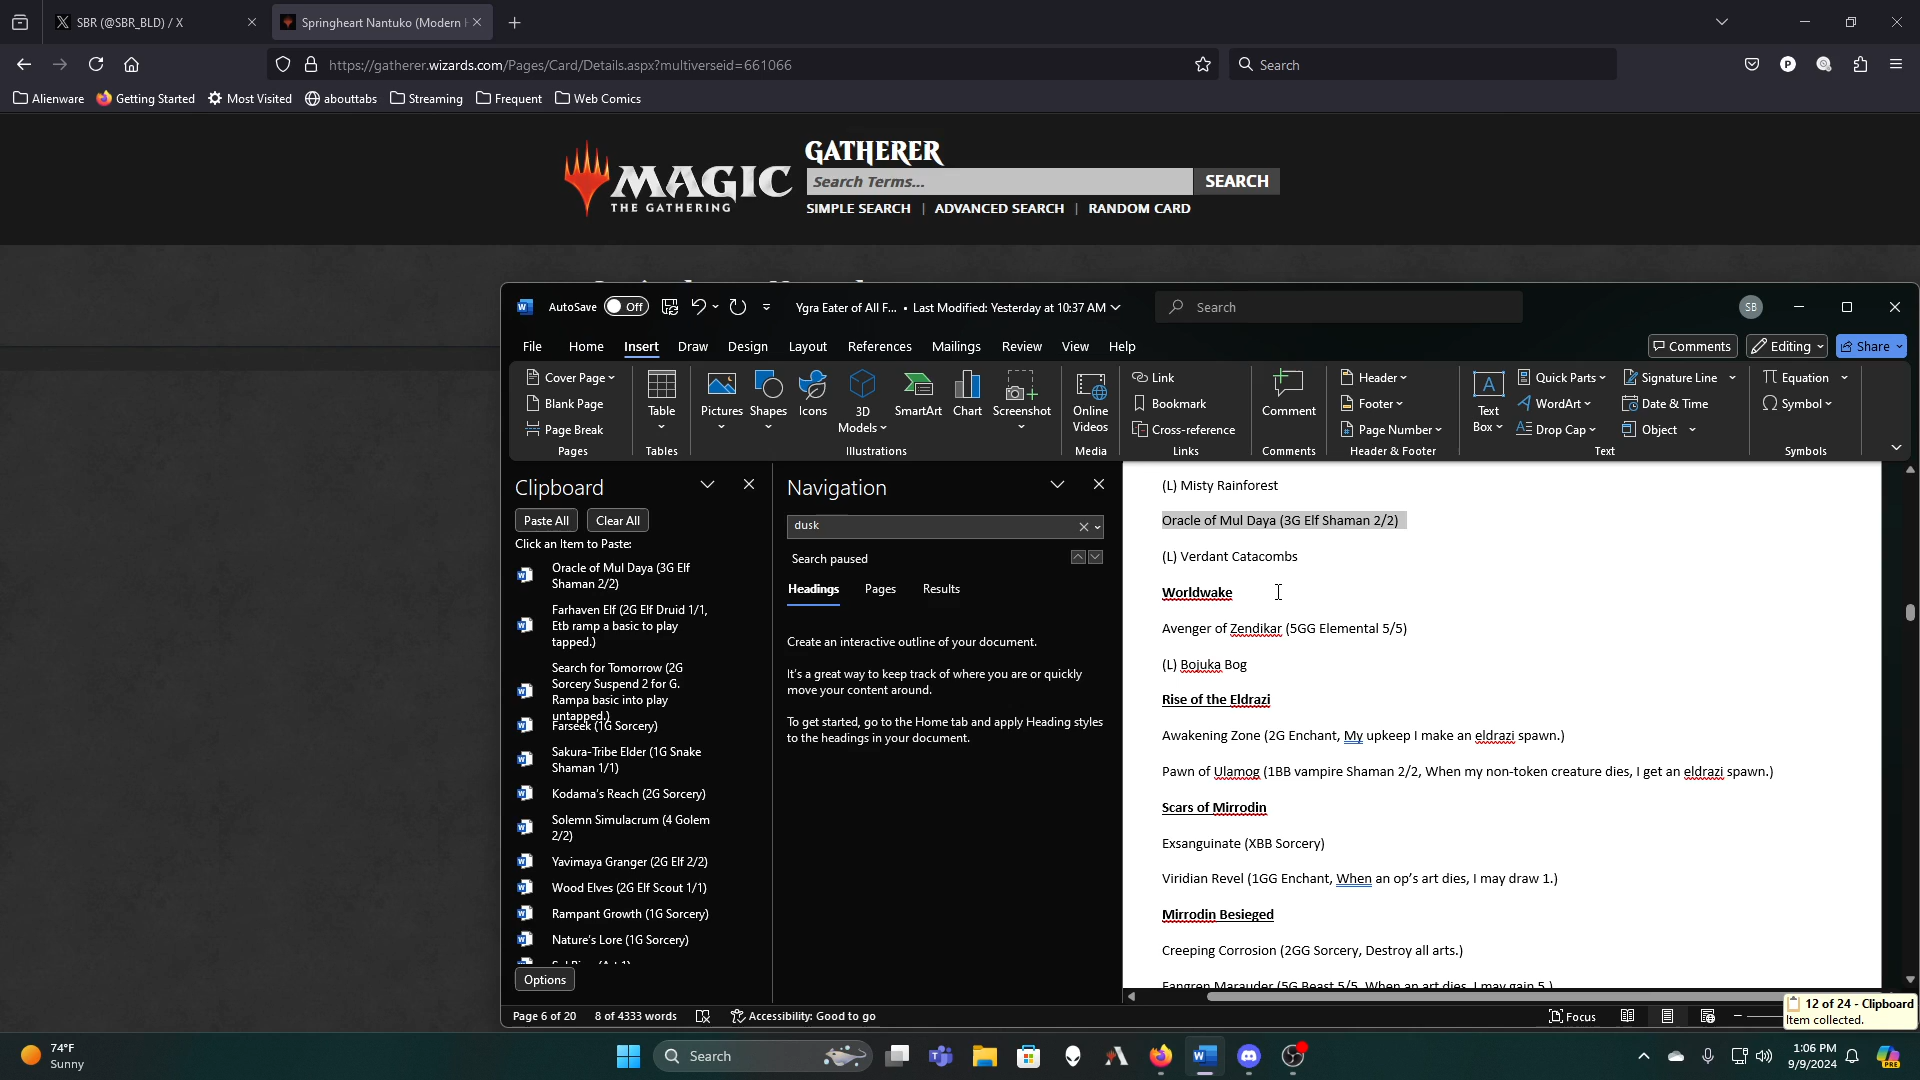 SBR (@SBR_BLD) / X
Springheart Nantuko (Modern H
https://gatherer.wizards.com/Pages/Card/Details.aspx?multiverseid=661066
Search
Alienware
Getting Started
Most Visited
abouttabs
Streaming
Frequent
Web Comics
MAGIC
THE GATHERING
GATHERER
Search Terms...
SEARCH
SIMPLE SEARCH | ADVANCED SEARCH | RANDOM CARD
AutoSave Off
Ygra Eater of All F... • Last Modified: Yesterday at 10:37 AM
Search
SB
File Home Insert Draw Design Layout References Mailings Review View Help
Comments Editing Share
Cover Page
Blank Page
Page Break
Pages
Table
Tables
Pictures
Shapes
Icons
3D Models
SmartArt
Chart
Screenshot
Illustrations
Online Videos
Media
Link
Bookmark
Cross-reference
Links
Comment
Comments
Header
Footer
Page Number
Header & Footer
A
Text Box
Quick Parts
WordArt
Drop Cap
Signature Line
Date & Time
Object
Text
Equation
Symbol
Symbols
Clipboard
Paste All Clear All
Click an Item to Paste:
Oracle of Mul Daya (3G Elf
Shaman 2/2)
Farhaven Elf (2G Elf Druid 1/1,
Etb ramp a basic to play
tapped.)
Search for Tomorrow (2G
Sorcery Suspend 2 for G.
Rampa basic into play
untapped.)
Farseek (1G Sorcery)
Sakura-Tribe Elder (1G Snake
Shaman 1/1)
Kodama's Reach (2G Sorcery)
Solemn Simulacrum (4 Golem
2/2)
Yavimaya Granger (2G Elf 2/2)
Wood Elves (2G Elf Scout 1/1)
Rampant Growth (1G Sorcery)
Nature's Lore (1G Sorcery)
Options
Navigation
dusk
Search paused
Headings Pages Results
Create an interactive outline of your document.
It's a great way to keep track of where you are or quickly
move your content around.
To get started, go to the Home tab and apply Heading styles
to the headings in your document.
(L) Misty Rainforest
Oracle of Mul Daya (3G Elf Shaman 2/2)
(L) Verdant Catacombs
Worldwake
Avenger of Zendikar (5GG Elemental 5/5)
(L) Bojuka Bog
Rise of the Eldrazi
Awakening Zone (2G Enchant, My upkeep I make an eldrazi spawn.)
Pawn of Ulamog (1BB vampire Shaman 2/2, When my non-token creature dies, I get an eldrazi spawn.)
Scars of Mirrodin
Exsanguinate (XBB Sorcery)
Viridian Revel (1GG Enchant, When an op's art dies, I may draw 1.)
Mirrodin Besieged
Creeping Corrosion (2GG Sorcery, Destroy all arts.)
Fangren Marauder (5G Beast 5/5, When an art dies, I may gain 5.)
12 of 24 - Clipboard
Item collected.
Page 6 of 20 8 of 4333 words Accessibility: Good to go
Focus
74°F
Sunny
Search
1:06 PM
9/9/2024
PRE